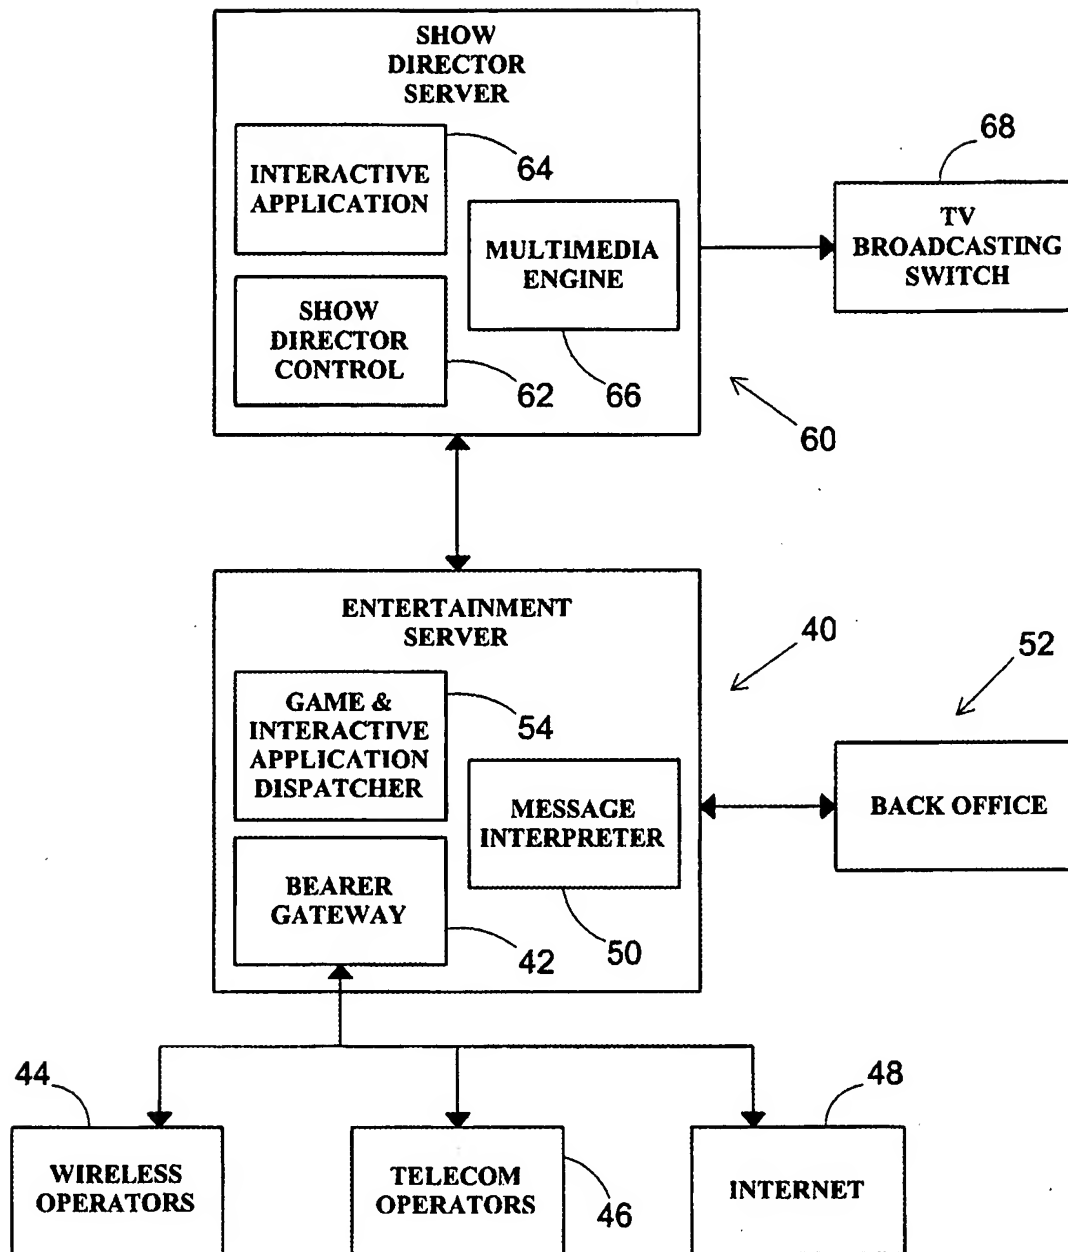 SHOW
DIRECTOR
SERVER
INTERACTIVE
APPLICATION
64
MULTIMEDIA
ENGINE
SHOW
DIRECTOR
CONTROL
62
66
68
TV
BROADCASTING
SWITCH
60
ENTERTAINMENT
SERVER
40
52
GAME &
INTERACTIVE
APPLICATION
DISPATCHER
54
MESSAGE
INTERPRETER
BACK OFFICE
BEARER
GATEWAY
42
50
44
48
WIRELESS
OPERATORS
TELECOM
OPERATORS
46
INTERNET